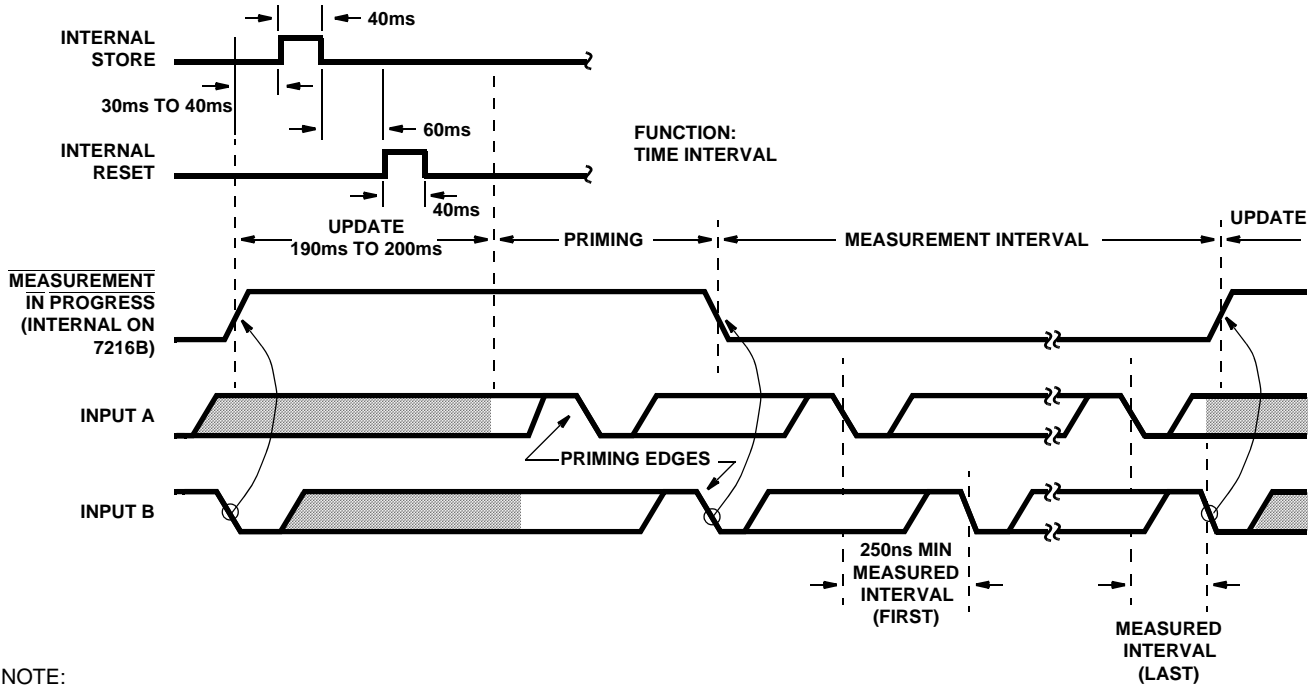 40ms
INTERNAL
STORE
30ms TO 40ms
60ms
FUNCTION:
TIME INTERVAL
INTERNAL
RESET
40ms
UPDATE
190ms TO 200ms
PRIMING
MEASUREMENT INTERVAL
UPDATE
MEASUREMENT
IN PROGRESS
(INTERNAL ON
7216B)
INPUT A
PRIMING EDGES
INPUT B
250ns MIN
MEASURED
INTERVAL
(FIRST)
MEASURED
INTERVAL
(LAST)
NOTE: